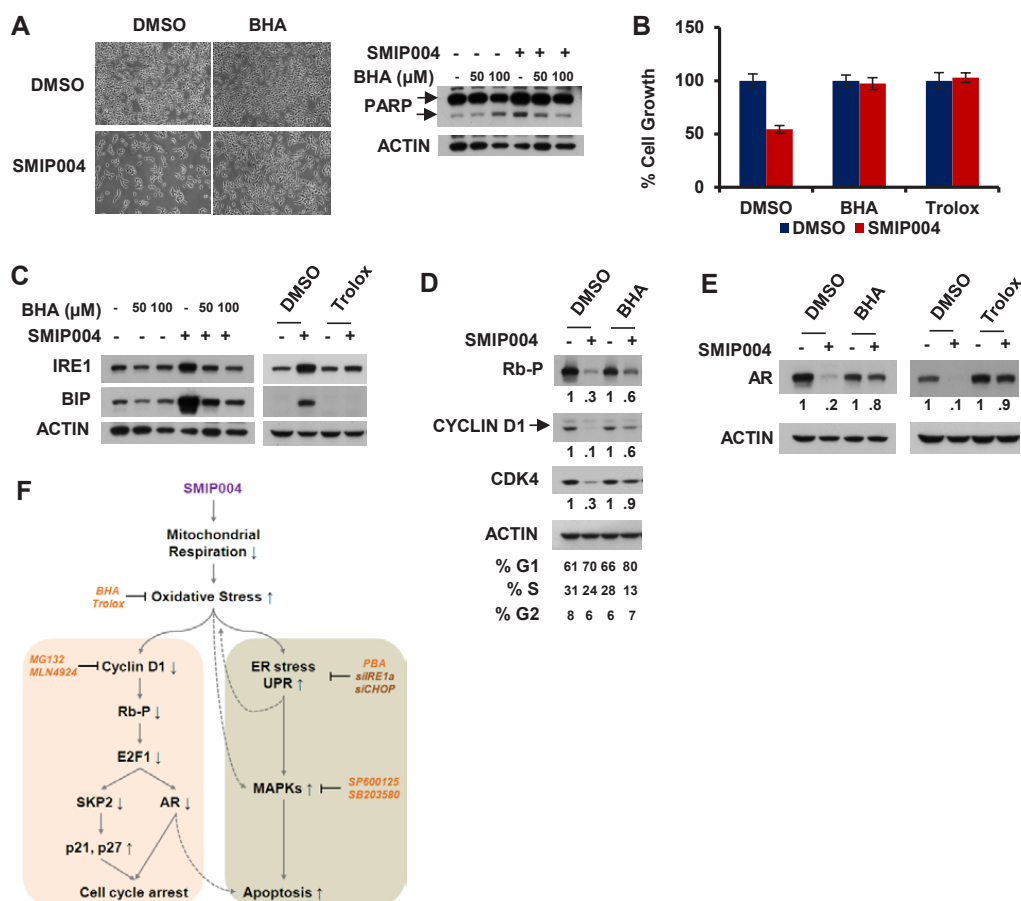 A
DMSO BHA
DMSO
SMIP004
SMIP004 - - - + + +
BHA (µM) - 50 100 - 50 100
PARP
ACTIN
B
% Cell Growth
150
100
50
0
DMSO BHA Trolox
DMSO SMIP004
C
DMSO Trolox
BHA (µM) - 50 100 - 50 100
SMIP004 - - - + + + - + - +
IRE1
BIP
ACTIN
D
DMSO BHA
SMIP004 - + - +
Rb-P
1 .3 1 .6
CYCLIN D1
1 .1 1 .6
CDK4
1 .3 1 .9
ACTIN
% G1 61 70 66 80
% S 31 24 28 13
% G2 8 6 6 7
E
DMSO BHA DMSO Trolox
SMIP004 - + - + - + - +
AR
1 .2 1 .8 1 .1 1 .9
ACTIN
F
SMIP004
Mitochondrial
Respiration ↓
BHA
Trolox
Oxidative Stress ↑
MG132
MLN4924
Cyclin D1 ↓
Rb-P ↓
E2F1 ↓
SKP2 ↓ AR ↓
p21, p27 ↑
Cell cycle arrest
ER stress
UPR ↑
PBA
siIRE1a
siCHOP
MAPKs ↑
SP600125
SB203580
Apoptosis ↑